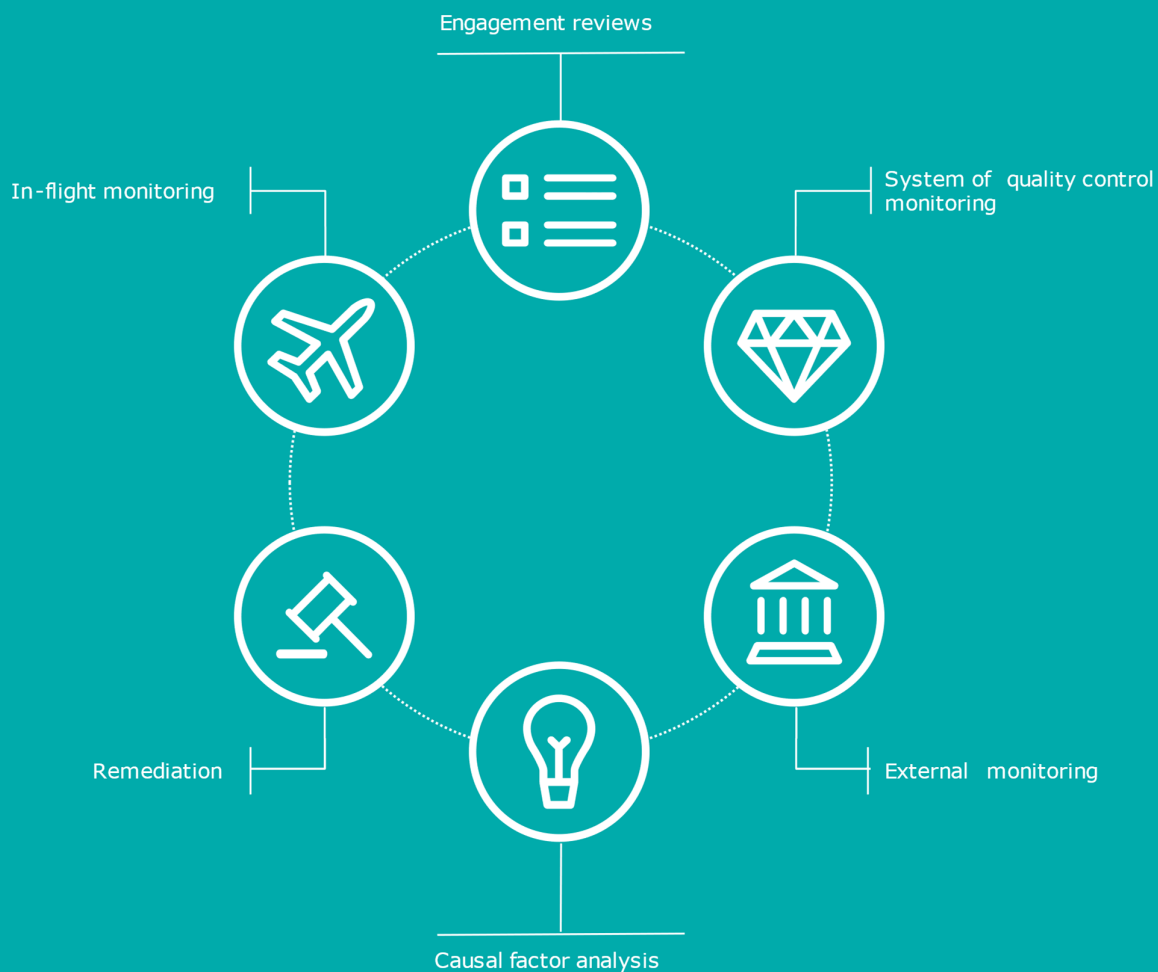 Engagement reviews
In-flight monitoring
System of quality control
monitoring
Remediation
External monitoring
Causal factor analysis